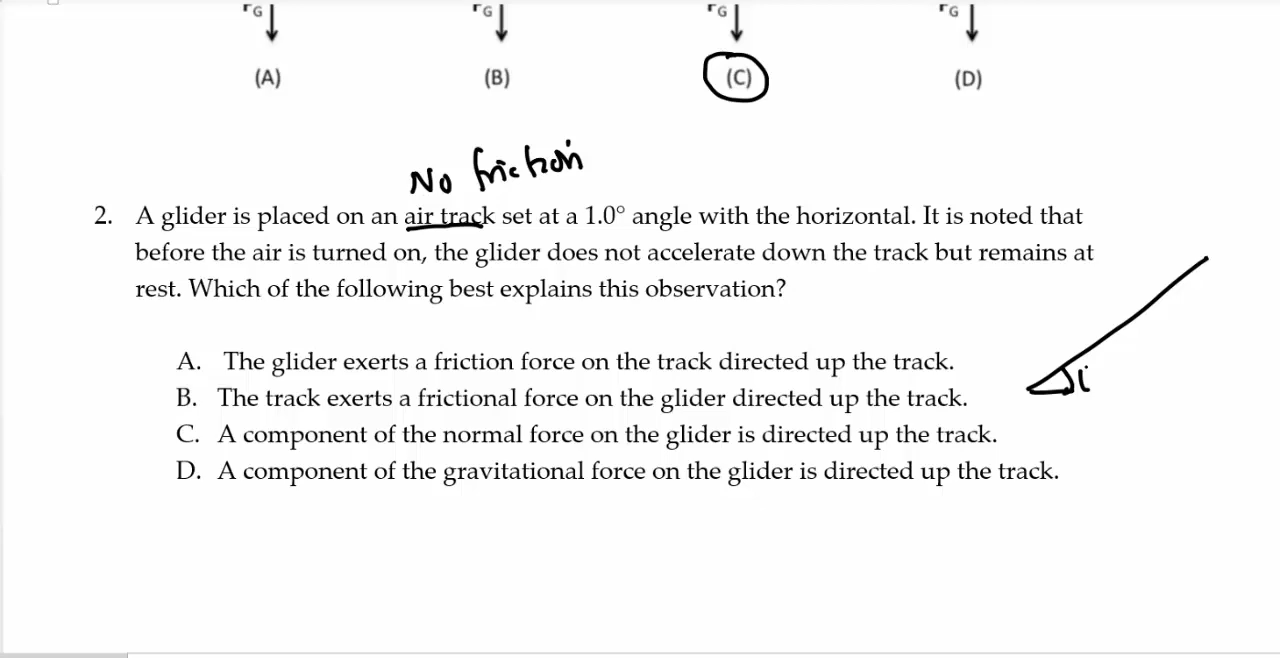 FG FG FG FG
(A) (B) (C) (D)
No friction
2. A glider is placed on an air track set at a 1.0° angle with the horizontal. It is noted that
before the air is turned on, the glider does not accelerate down the track but remains at
rest. Which of the following best explains this observation?
A. The glider exerts a friction force on the track directed up the track.
B. The track exerts a frictional force on the glider directed up the track.
C. A component of the normal force on the glider is directed up the track.
D. A component of the gravitational force on the glider is directed up the track.